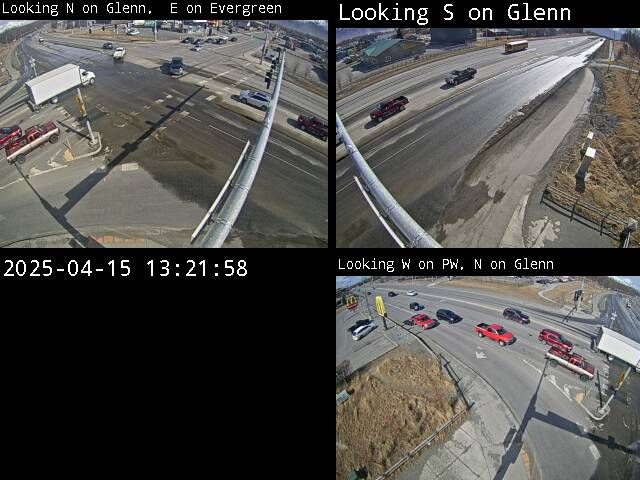 Looking N on Glenn, E on Evergreen
Looking S on Glenn
2025-04-15 13:21:58
Looking W on PW, N on Glenn